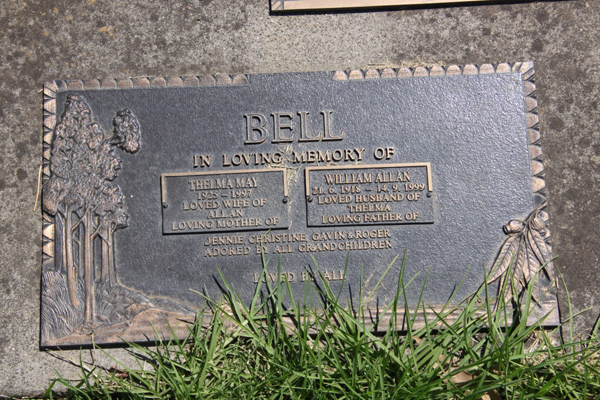 BELL
IN LOVING MEMORY OF
THELMA MAY
LOVED WIFE OF
ALLAN
LOVING MOTHER OF
WILLIAM ALLAN
21. 6. 1918 – 14. 9. 1999
LOVED HUSBAND OF
THELMA
LOVING FATHER OF
JENNIE, CHRISTINE, GAVIN & ROGER
ADORED BY ALL GRANDCHILDREN
LOVED BY ALL